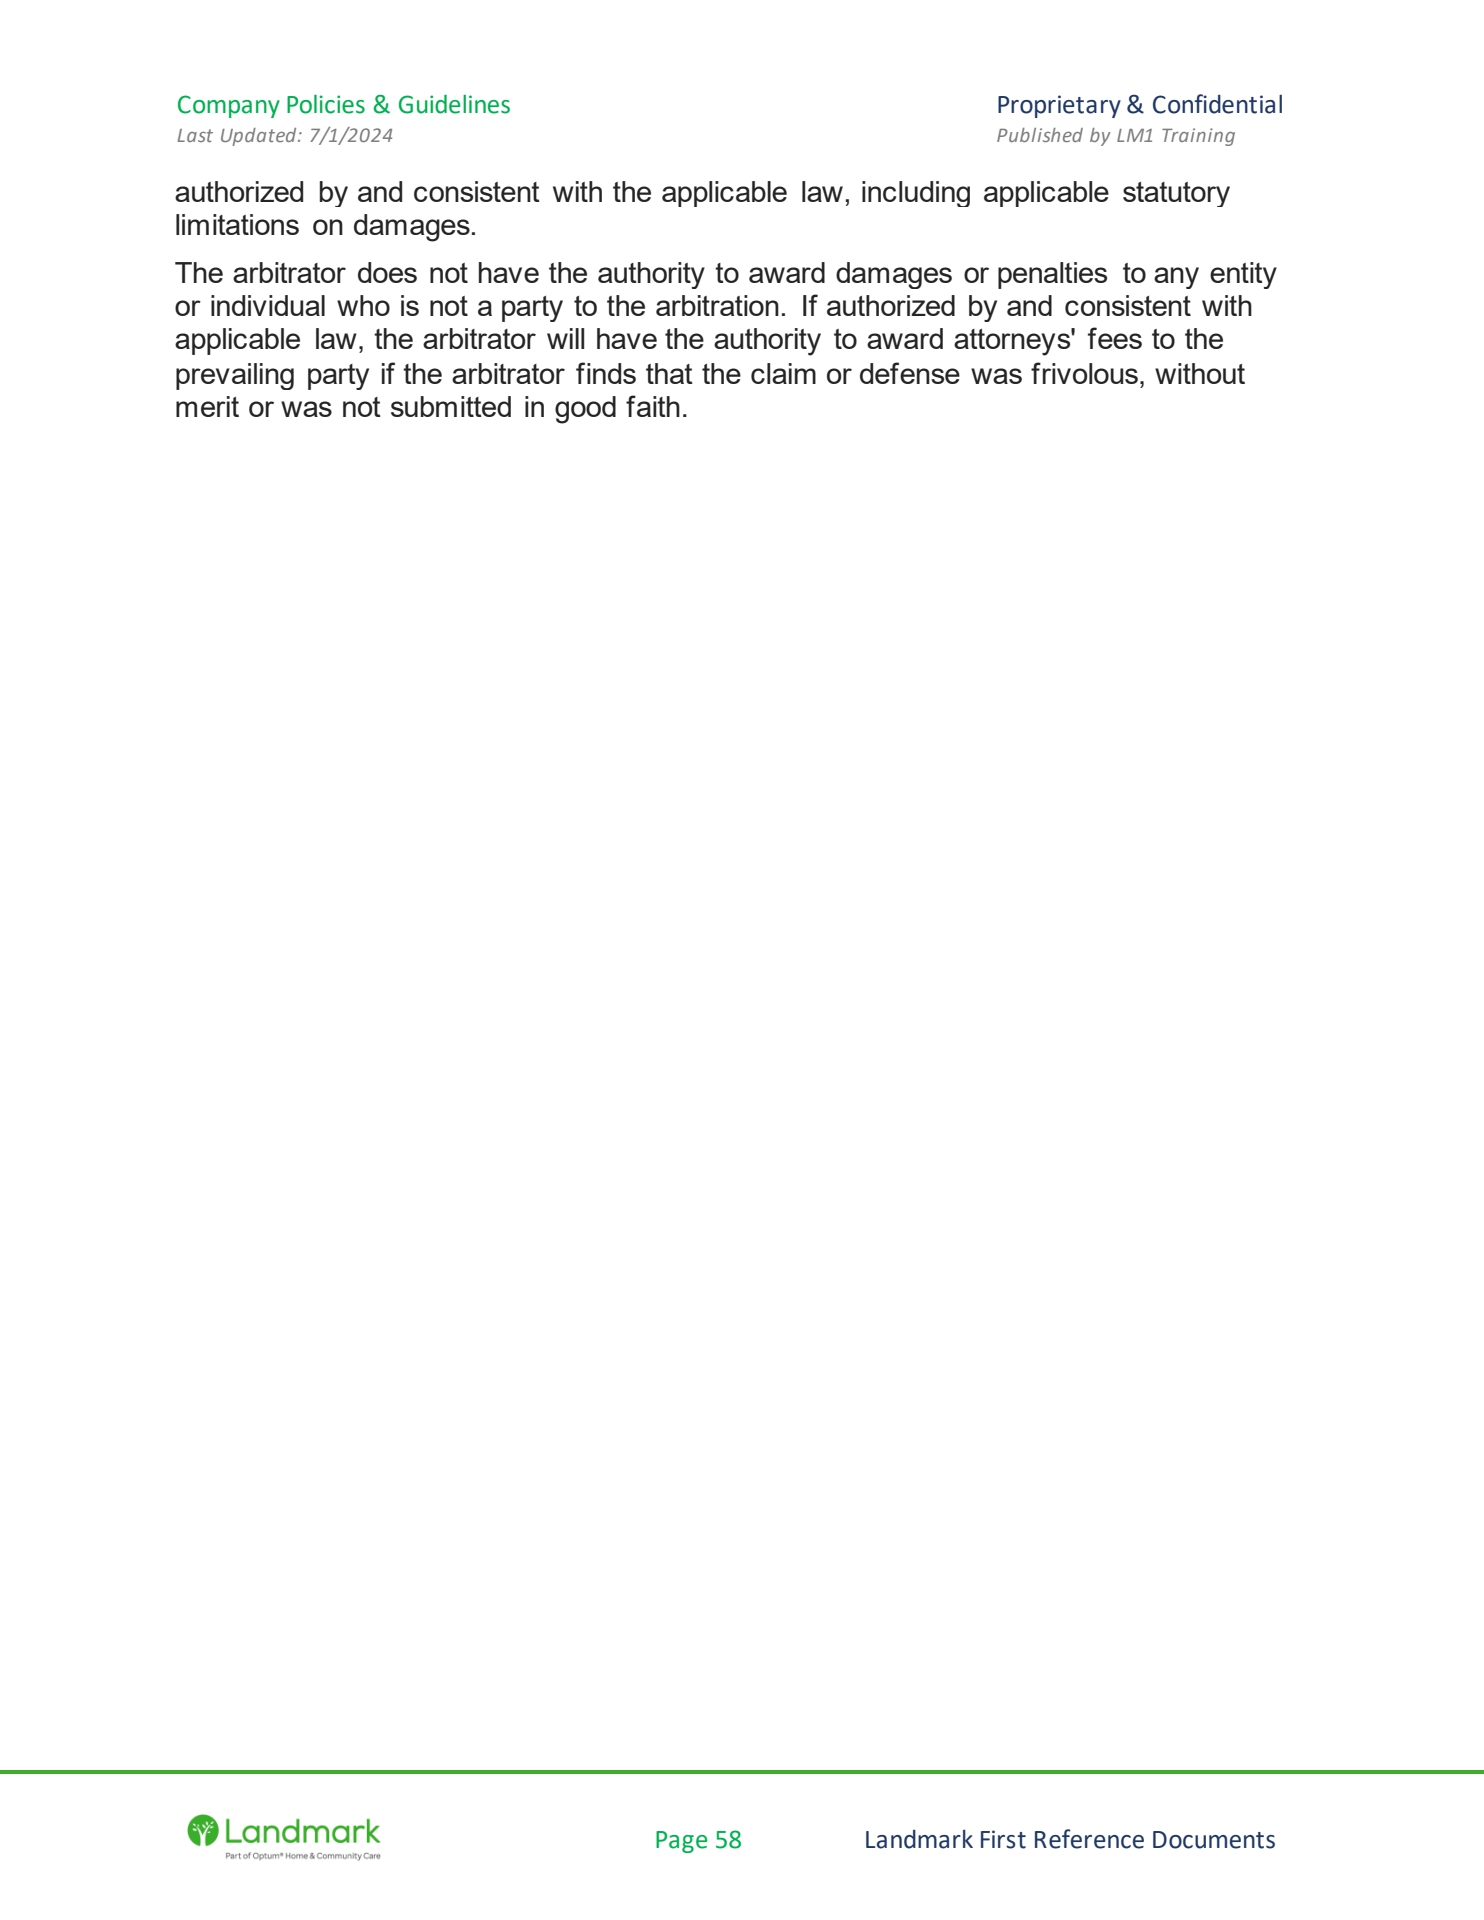 Company Policies & Guidelines Proprietary & Confidential
Last Updated: 7/1/2024 Published by LM1 Training
authorized by and consistent with the applicable law, including applicable statutory
limitations on damages.
The arbitrator does not have the authority to award damages or penalties to any entity
or individual who is not a party to the arbitration. If authorized by and consistent with
applicable law, the arbitrator will have the authority to award attorneys' fees to the
prevailing party if the arbitrator finds that the claim or defense was frivolous, without
merit or was not submitted in good faith.
Landmark
Part of Optum® Home & Community Care
Page 58 Landmark First Reference Documents